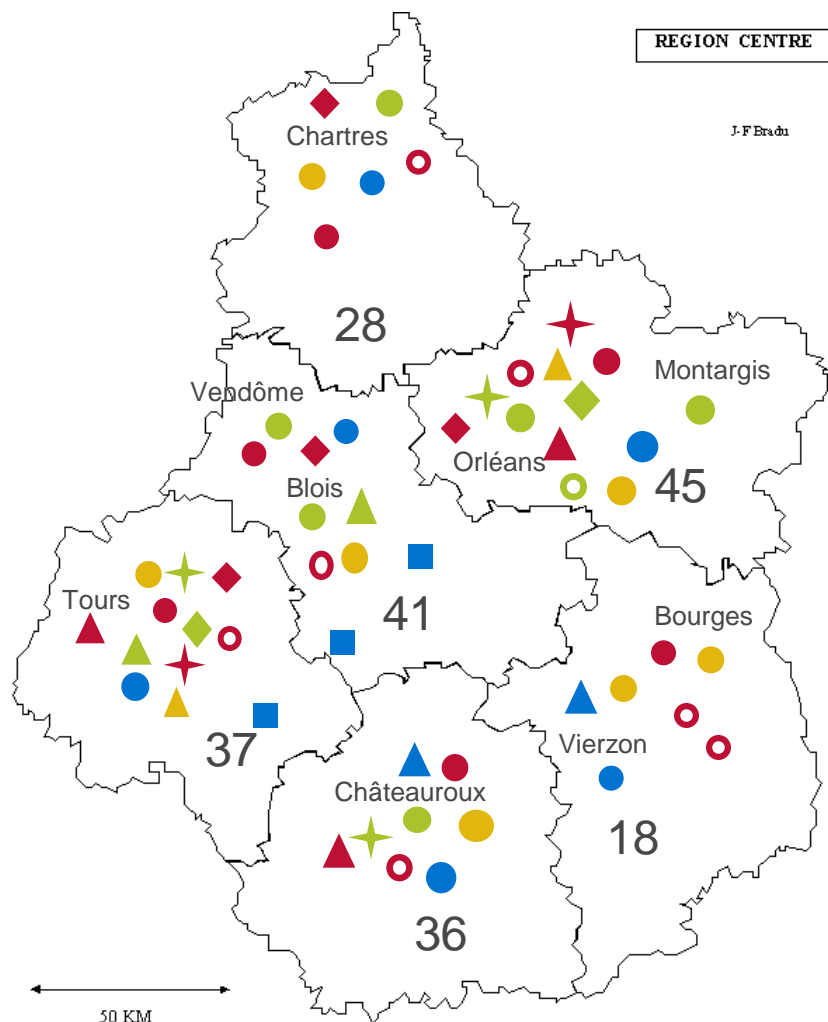 REGION CENTRE
J-F Bradu
Chartres
28
Vendôme
Montargis
Orléans
45
Blois
41
Tours
37
Bourges
Vierzon
18
Châteauroux
36
50 KM